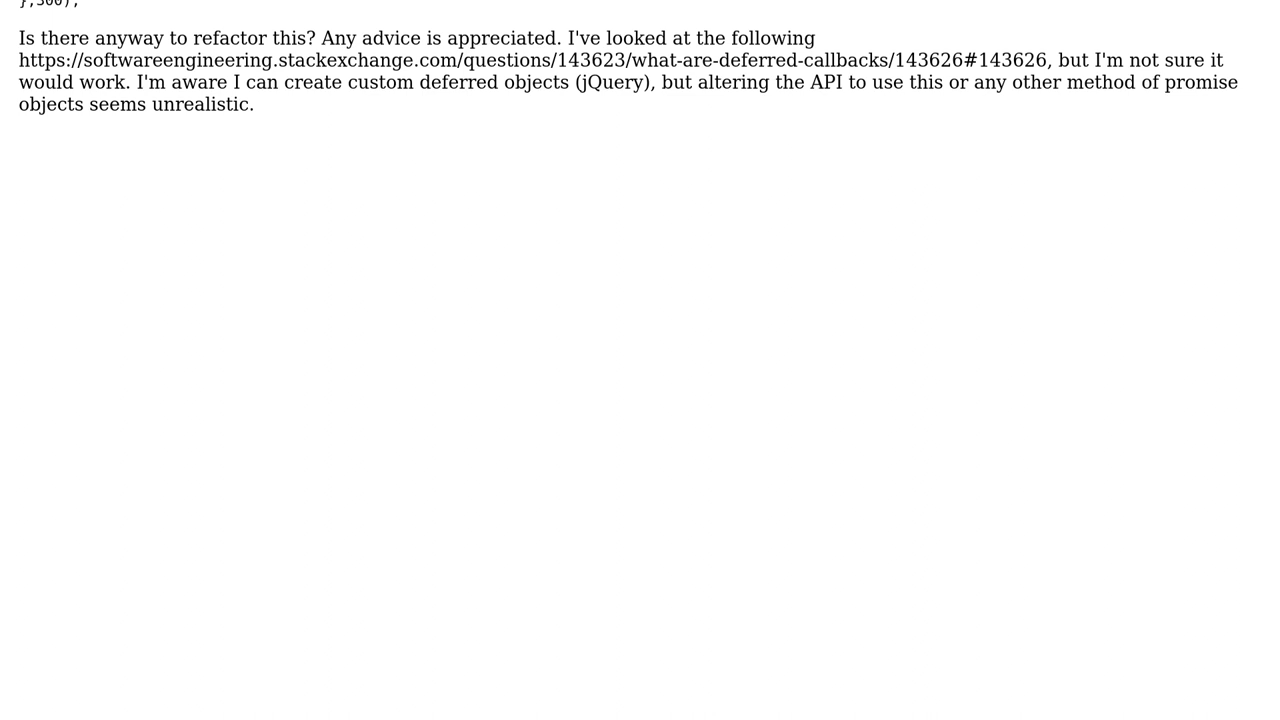 },300);
Is there anyway to refactor this? Any advice is appreciated. I've looked at the following
https://softwareengineering.stackexchange.com/questions/143623/what-are-deferred-callbacks/143626#143626, but I'm not sure it
would work. I'm aware I can create custom deferred objects (jQuery), but altering the API to use this or any other method of promise
objects seems unrealistic.